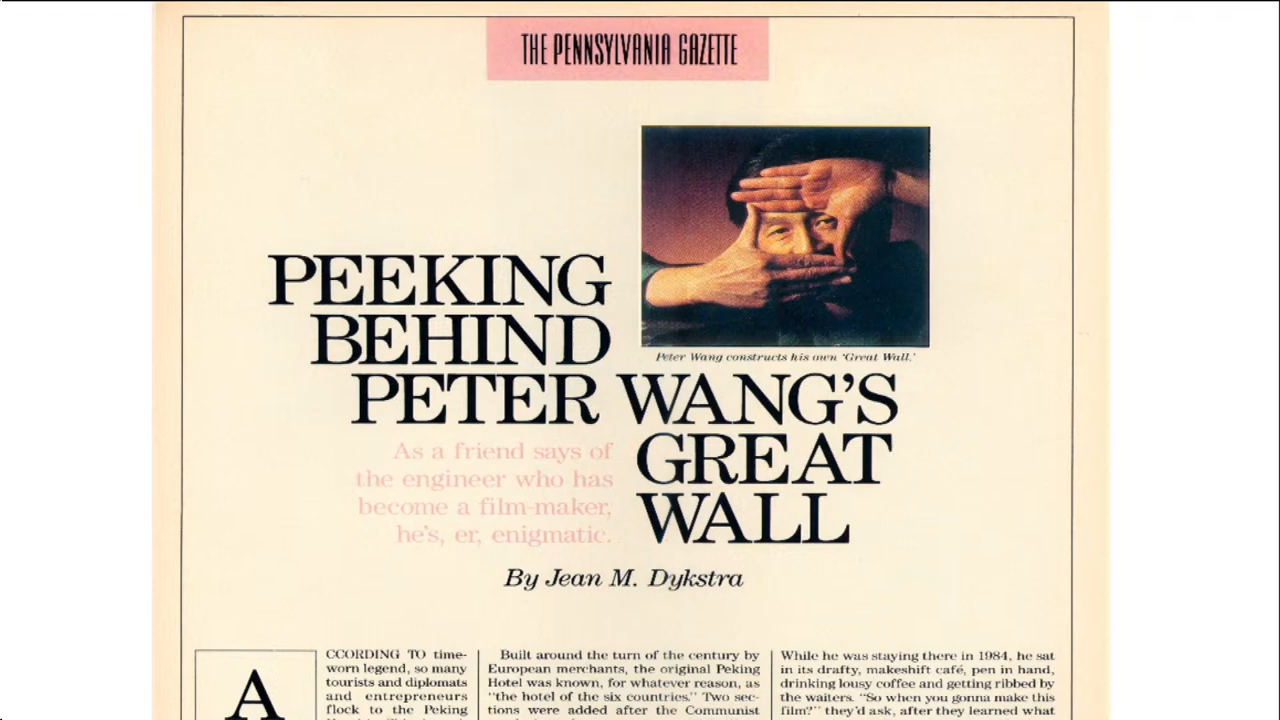 THE PENNSYLVANIA GAZETTE
Peter Wang constructs his own 'Great Wall.'
PEEKING
BEHIND
PETER WANG'S
GREAT
WALL
As a friend says of
the engineer who has
become a film-maker,
he's, er, enigmatic.
By Jean M. Dykstra
A
CCORDING TO time-
worn legend, so many
tourists and diplomats
and entrepreneurs
flock to the Peking
Built around the turn of the century by
European merchants, the original Peking
Hotel was known, for whatever reason, as
"the hotel of the six countries." Two sec-
tions were added after the Communist
While he was staying there in 1984, he sat
in its drafty, makeshift café, pen in hand,
drinking lousy coffee and getting ribbed by
the waiters. "So when you gonna make this
film?" they'd ask, after they learned what